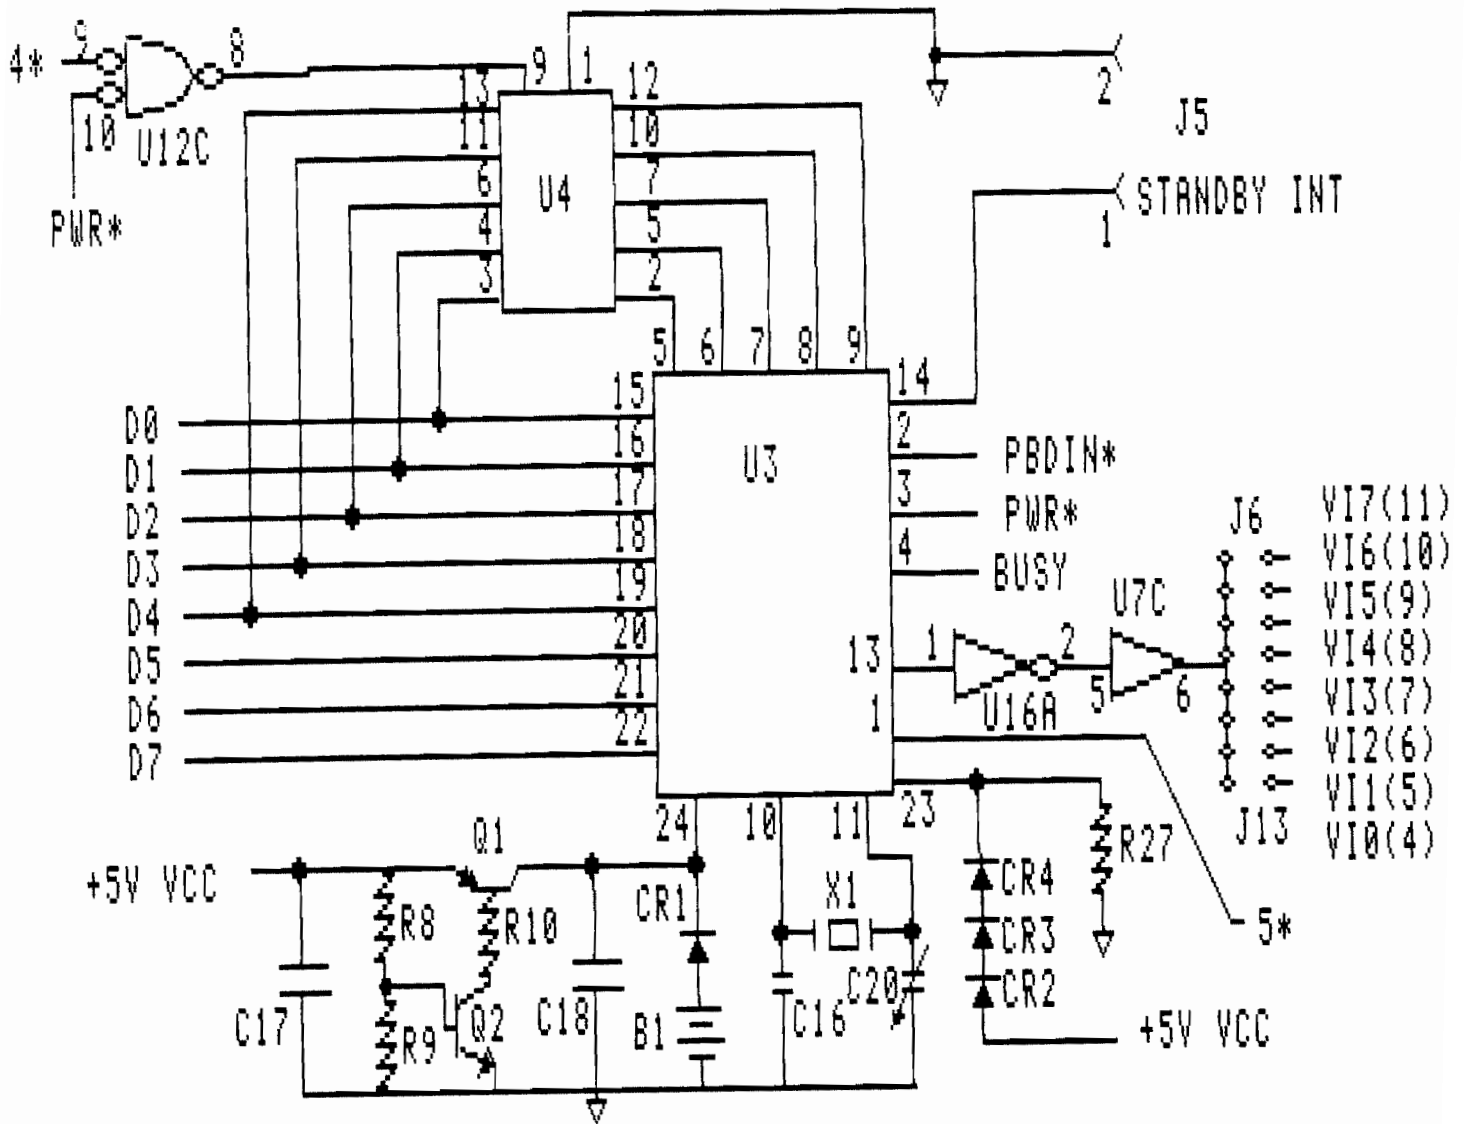 4*
9
8
10
U12C
PWR*
9
1
13
11
6
4
3
12
10
7
5
2
U4
2
J5
STANDBY INT
1
5
6
7
8
9
14
D0
D1
D2
D3
D4
D5
D6
D7
15
16
17
18
19
20
21
22
U3
2
PBDIN*
3
PWR*
4
BUSY
13
1
2
U16A
U7C
5
6
1
J6
VI7(11)
VI6(10)
VI5(9)
VI4(8)
VI3(7)
VI2(6)
VI1(5)
VI0(4)
J13
24
10
11
23
+5V VCC
Q1
R8
R10
CR1
X1
CR4
R27
CR3
CR2
5*
C17
R9
Q2
C18
B1
C16
C20
+5V VCC